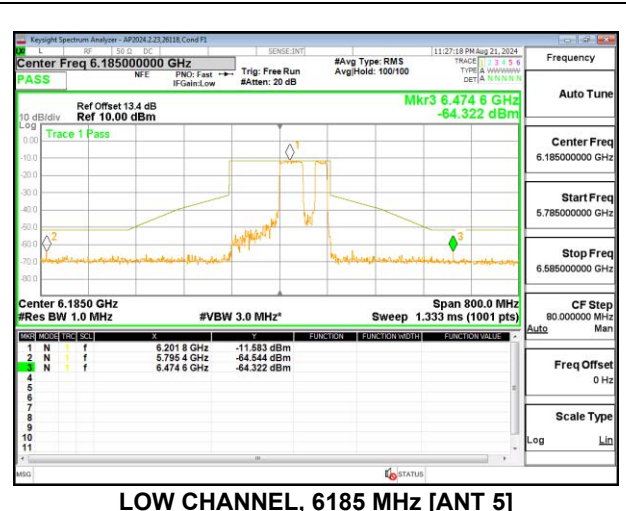 Keysight Spectrum Analyzer - AP2024.2.23,26118,Cond F1
LXI L RF 50 Ω DC SENSE:INT 11:27:18 PM Aug 21, 2024
Center Freq 6.185000000 GHz #Avg Type: RMS TRACE 1 2 3 4 5 6
PASS NFE PNO: Fast Trig: Free Run Avg|Hold: 100/100 TYPE A WWWWW
IFGain:Low #Atten: 20 dB DET A N N N N N
Ref Offset 13.4 dB Mkr3 6.474 6 GHz
10 dB/div Ref 10.00 dBm -64.322 dBm
Log
Trace 1 Pass
0.00
-10.0
-20.0
-30.0
-40.0
-50.0
-60.0
-70.0
-80.0
1
2
3
Center 6.1850 GHz Span 800.0 MHz
#Res BW 1.0 MHz #VBW 3.0 MHz* Sweep 1.333 ms (1001 pts)
MKR MODE TRC SCL X Y FUNCTION FUNCTION WIDTH FUNCTION VALUE
1 N 1 f 6.201 8 GHz -11.583 dBm
2 N 1 f 5.795 4 GHz -64.544 dBm
3 N 1 f 6.474 6 GHz -64.322 dBm
4
5
6
7
8
9
10
11
MSG STATUS
Frequency
Auto Tune
Center Freq
6.185000000 GHz
Start Freq
5.785000000 GHz
Stop Freq
6.585000000 GHz
CF Step
80.000000 MHz
Auto Man
Freq Offset
0 Hz
Scale Type
Log Lin
LOW CHANNEL, 6185 MHz [ANT 5]